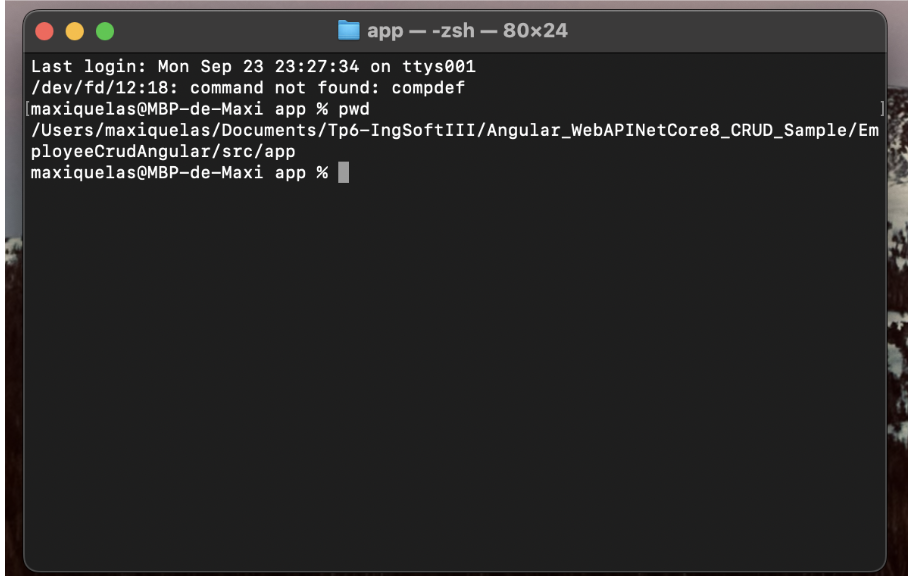 app — -zsh — 80×24
Last login: Mon Sep 23 23:27:34 on ttys001
/dev/fd/12:18: command not found: compdef
[maxiquelas@MBP-de-Maxi app % pwd ]
/Users/maxiquelas/Documents/Tp6-IngSoftIII/Angular_WebAPINetCore8_CRUD_Sample/Em
ployeeCrudAngular/src/app
maxiquelas@MBP-de-Maxi app %